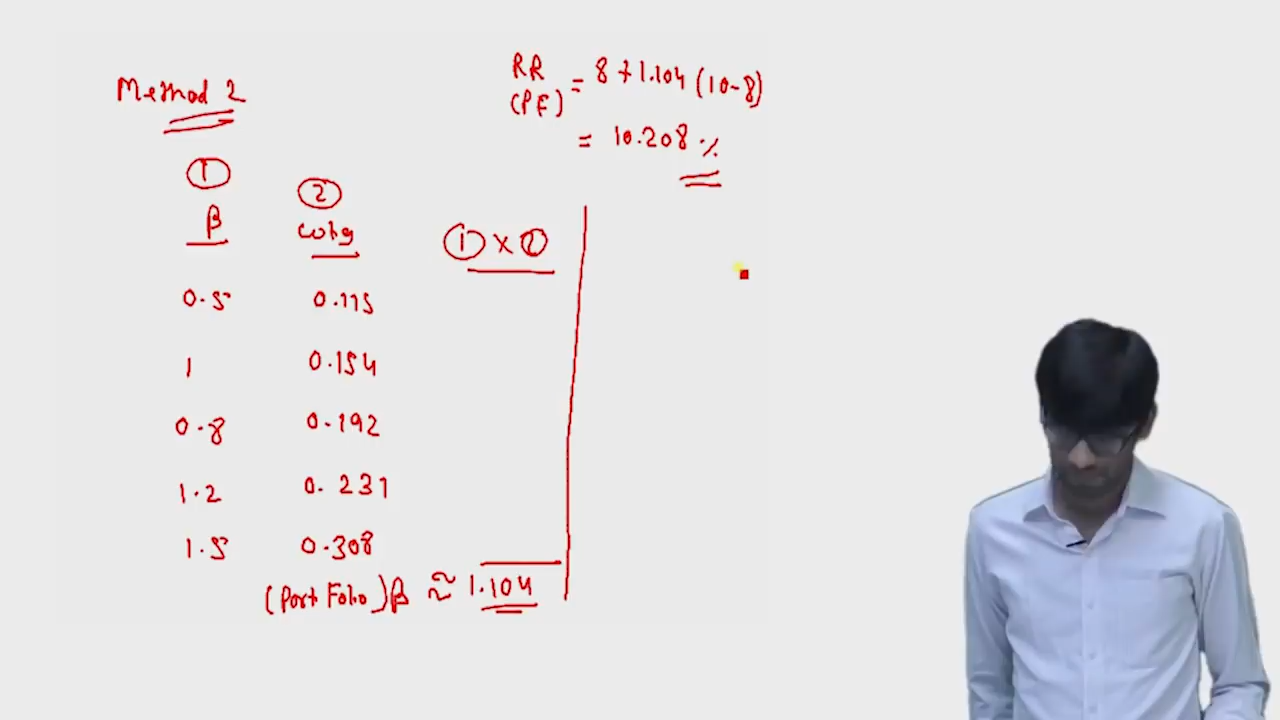 Method 2
RR
(PF) = 8 + 1.104 (10-8)
= 10.208 %
① ② ① x ②
β wtg
0.5 0.115
1 0.154
0.8 0.192
1.2 0.231
1.5 0.308
(Port Folio) β ≈ 1.104